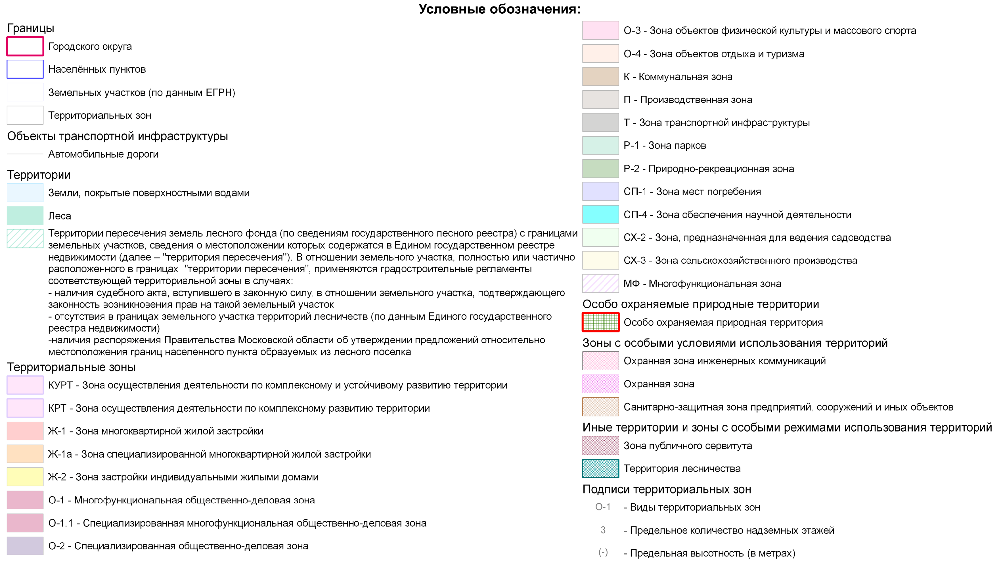 Условные обозначения:
Границы
Городского округа
Населённых пунктов
Земельных участков (по данным ЕГРН)
Территориальных зон
Объекты транспортной инфраструктуры
Автомобильные дороги
Территории
Земли, покрытые поверхностными водами
Леса
Территории пересечения земель лесного фонда (по сведениям государственного лесного реестра) с границами
земельных участков, сведения о местоположении которых содержатся в Едином государственном реестре
недвижимости (далее – "территория пересечения"). В отношении земельного участка, полностью или частично
расположенного в границах  "территории пересечения", применяются градостроительные регламенты
соответствующей территориальной зоны в случаях:
- наличия судебного акта, вступившего в законную силу, в отношении земельного участка, подтверждающего
законность возникновения прав на такой земельный участок
- отсутствия в границах земельного участка территорий лесничеств (по данным Единого государственного
реестра недвижимости)
-наличия распоряжения Правительства Московской области об утверждении предложений относительно
местоположения границ населенного пункта образуемых из лесного поселка
Территориальные зоны
КУРТ - Зона осуществления деятельности по комплексному и устойчивому развитию территории
КРТ - Зона осуществления деятельности по комплексному развитию территории
Ж-1 - Зона многоквартирной жилой застройки
Ж-1а - Зона специализированной многоквартирной жилой застройки
Ж-2 - Зона застройки индивидуальными жилыми домами
О-1 - Многофункциональная общественно-деловая зона
О-1.1 - Специализированная многофункциональная общественно-деловая зона
О-2 - Специализированная общественно-деловая зона
О-3 - Зона объектов физической культуры и массового спорта
О-4 - Зона объектов отдыха и туризма
К - Коммунальная зона
П - Производственная зона
Т - Зона транспортной инфраструктуры
Р-1 - Зона парков
Р-2 - Природно-рекреационная зона
СП-1 - Зона мест погребения
СП-4 - Зона обеспечения научной деятельности
СХ-2 - Зона, предназначенная для ведения садоводства
СХ-3 - Зона сельскохозяйственного производства
МФ - Многофункциональная зона
Особо охраняемые природные территории
Особо охраняемая природная территория
Зоны с особыми условиями использования территорий
Охранная зона инженерных коммуникаций
Охранная зона
Санитарно-защитная зона предприятий, сооружений и иных объектов
Иные территории и зоны с особыми режимами использования территорий
Зона публичного сервитута
Территория лесничества
Подписи территориальных зон
О-1 - Виды территориальных зон
3 - Предельное количество надземных этажей
(-) - Предельная высотность (в метрах)